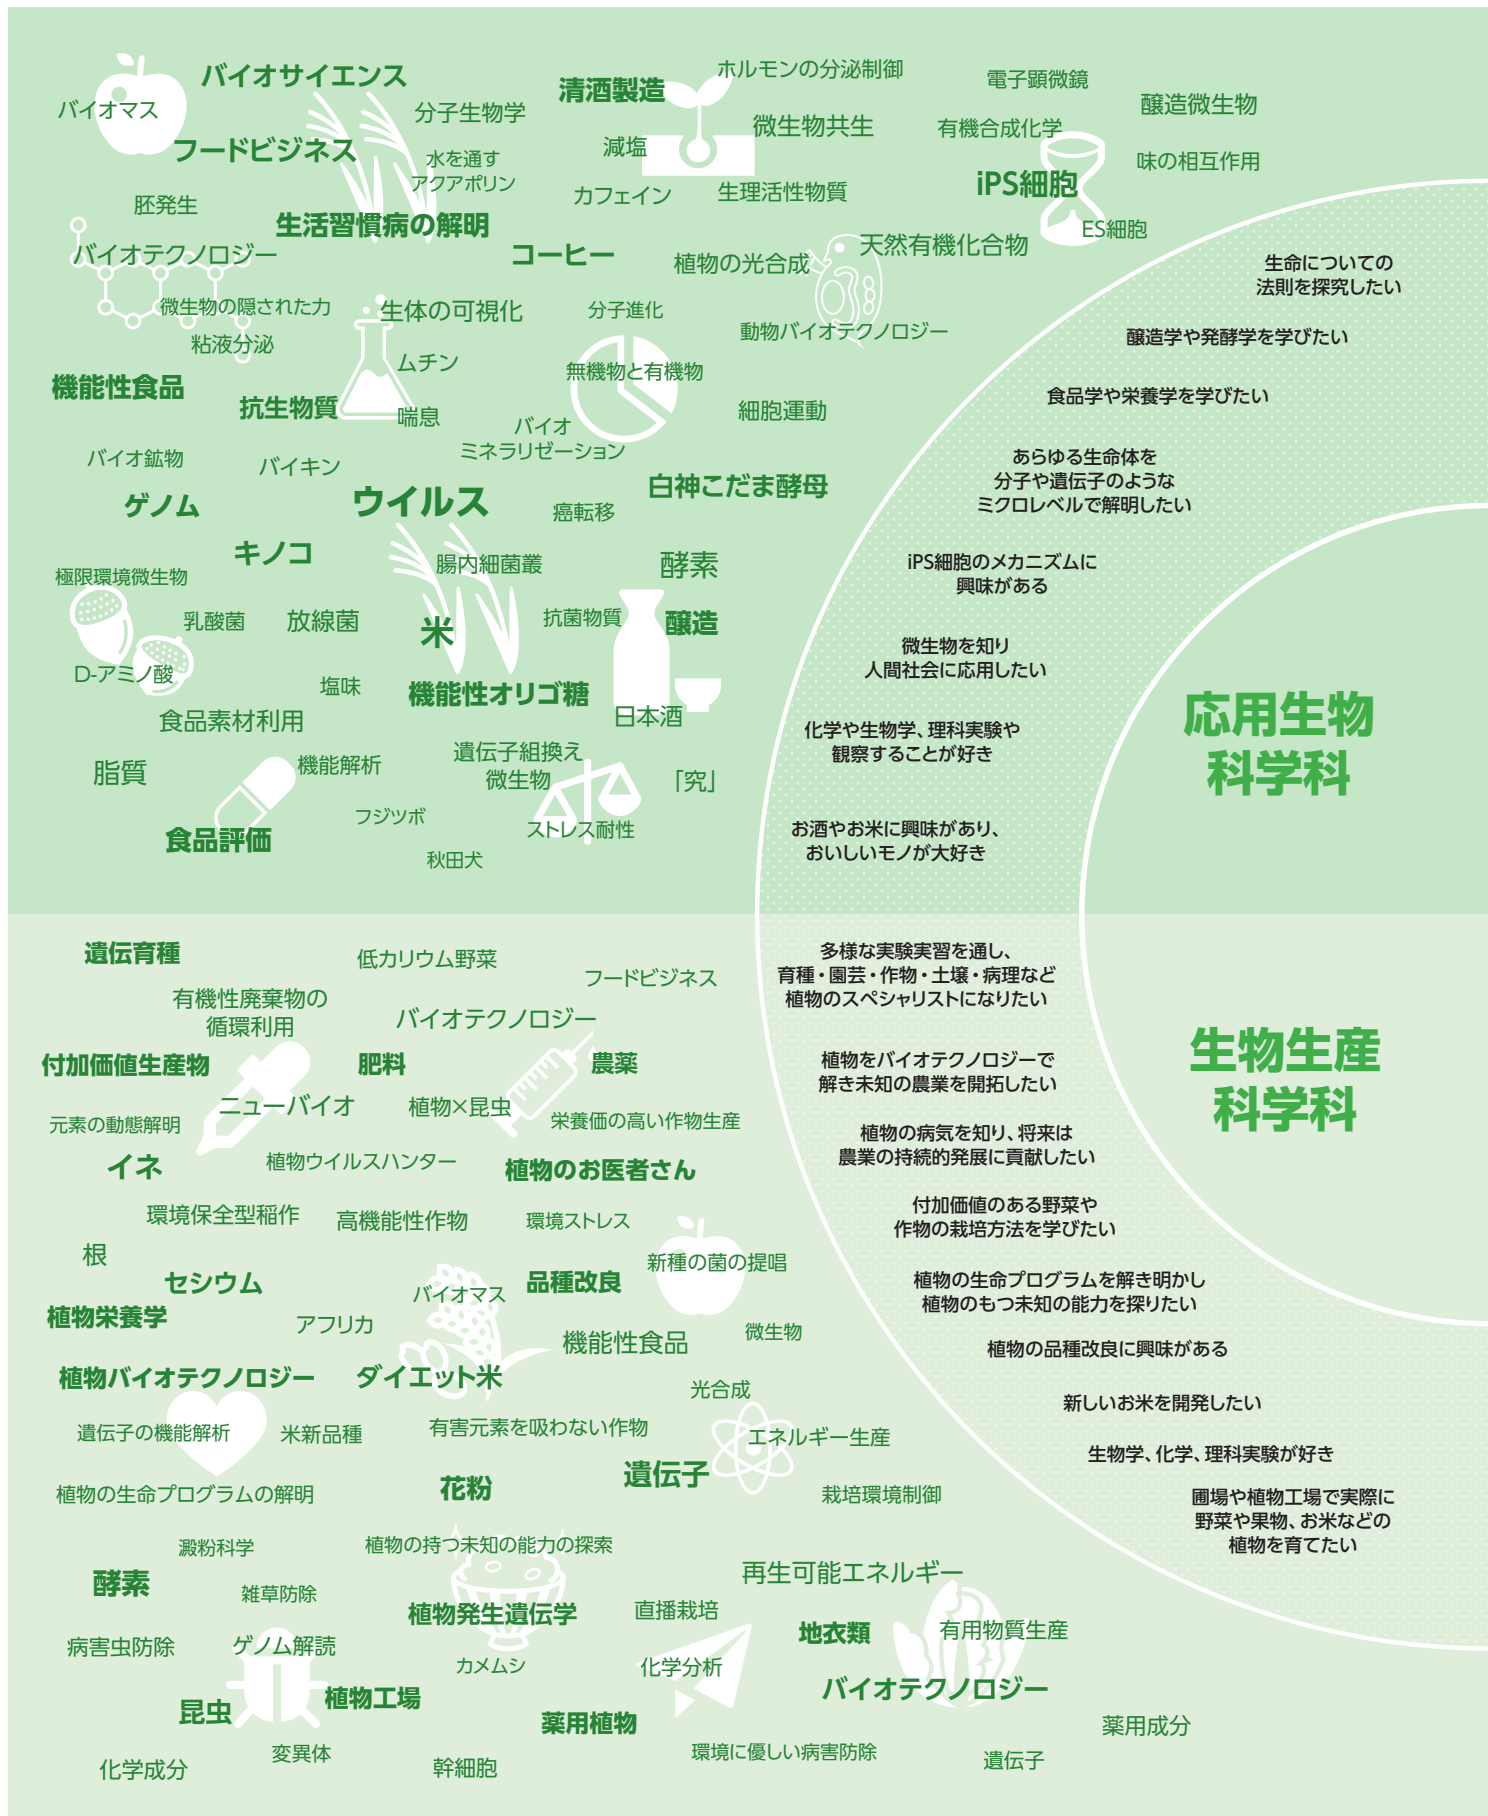 バイオサイエンス
バイオマス
フードビジネス
分子生物学
水を通す
アクアポリン
清酒製造
減塩
カフェイン
ホルモンの分泌制御
微生物共生
生理活性物質
電子顕微鏡
有機合成化学
醸造微生物
味の相互作用
iPS細胞
ES細胞
胚発生
生活習慣病の解明
バイオテクノロジー
コーヒー
植物の光合成
天然有機化合物
微生物の隠された力
生体の可視化
分子進化
動物バイオテクノロジー
粘液分泌
ムチン
無機物と有機物
機能性食品
抗生物質
喘息
細胞運動
バイオ
ミネラリゼーション
バイオ鉱物
バイキン
ゲノム
ウイルス
白神こだま酵母
癌転移
キノコ
腸内細菌叢
酵素
極限環境微生物
乳酸菌
放線菌
米
抗菌物質
醸造
D-アミノ酸
塩味
機能性オリゴ糖
日本酒
食品素材利用
脂質
機能解析
遺伝子組換え
微生物
「究」
フジツボ
ストレス耐性
食品評価
秋田犬
生命についての
法則を探究したい
醸造学や発酵学を学びたい
食品学や栄養学を学びたい
あらゆる生命体を
分子や遺伝子のような
ミクロレベルで解明したい
iPS細胞のメカニズムに
興味がある
微生物を知り
人間社会に応用したい
化学や生物学、理科実験や
観察することが好き
お酒やお米に興味があり、
おいしいモノが大好き
応用生物
科学科
遺伝育種
低カリウム野菜
フードビジネス
有機性廃棄物の
循環利用
バイオテクノロジー
付加価値生産物
肥料
農薬
ニューバイオ
植物×昆虫
元素の動態解明
栄養価の高い作物生産
イネ
植物ウイルスハンター
植物のお医者さん
環境保全型稲作
高機能性作物
環境ストレス
根
新種の菌の提唱
セシウム
品種改良
バイオマス
植物栄養学
アフリカ
機能性食品
微生物
植物バイオテクノロジー
ダイエット米
光合成
遺伝子の機能解析
米新品種
有害元素を吸わない作物
エネルギー生産
遺伝子
花粉
植物の生命プログラムの解明
栽培環境制御
澱粉科学
植物の持つ未知の能力の探索
酵素
雑草防除
再生可能エネルギー
植物発生遺伝学
直播栽培
地衣類
有用物質生産
病害虫防除
ゲノム解読
カメムシ
化学分析
バイオテクノロジー
昆虫
植物工場
薬用植物
薬用成分
変異体
環境に優しい病害防除
遺伝子
化学成分
幹細胞
多様な実験実習を通し、
育種・園芸・作物・土壌・病理など
植物のスペシャリストになりたい
植物をバイオテクノロジーで
解き未知の農業を開拓したい
植物の病気を知り、将来は
農業の持続的発展に貢献したい
付加価値のある野菜や
作物の栽培方法を学びたい
植物の生命プログラムを解き明かし
植物のもつ未知の能力を探りたい
植物の品種改良に興味がある
新しいお米を開発したい
生物学、化学、理科実験が好き
圃場や植物工場で実際に
野菜や果物、お米などの
植物を育てたい
生物生産
科学科